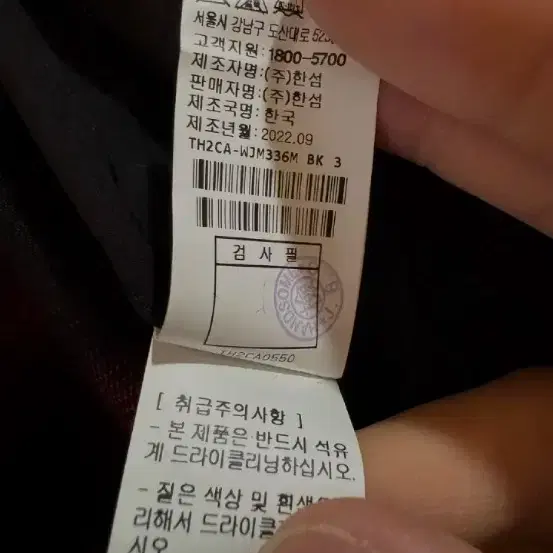 서울시 강남구 도산대로 523
고객지원:1800-5700
제조자명:(주)한섬
판매자명:(주)한섬
제조국명: 한국
제조년월: 2022.09
TH2CA-WJM336M BK 3
검 사 필
HANDSOME
TH2CA0550
[ 취급주의사항 ]
- 본 제품은 반드시 석유
계 드라이클리닝하십시오.
- 짙은 색상 및 흰색
리해서 드라이클
시오